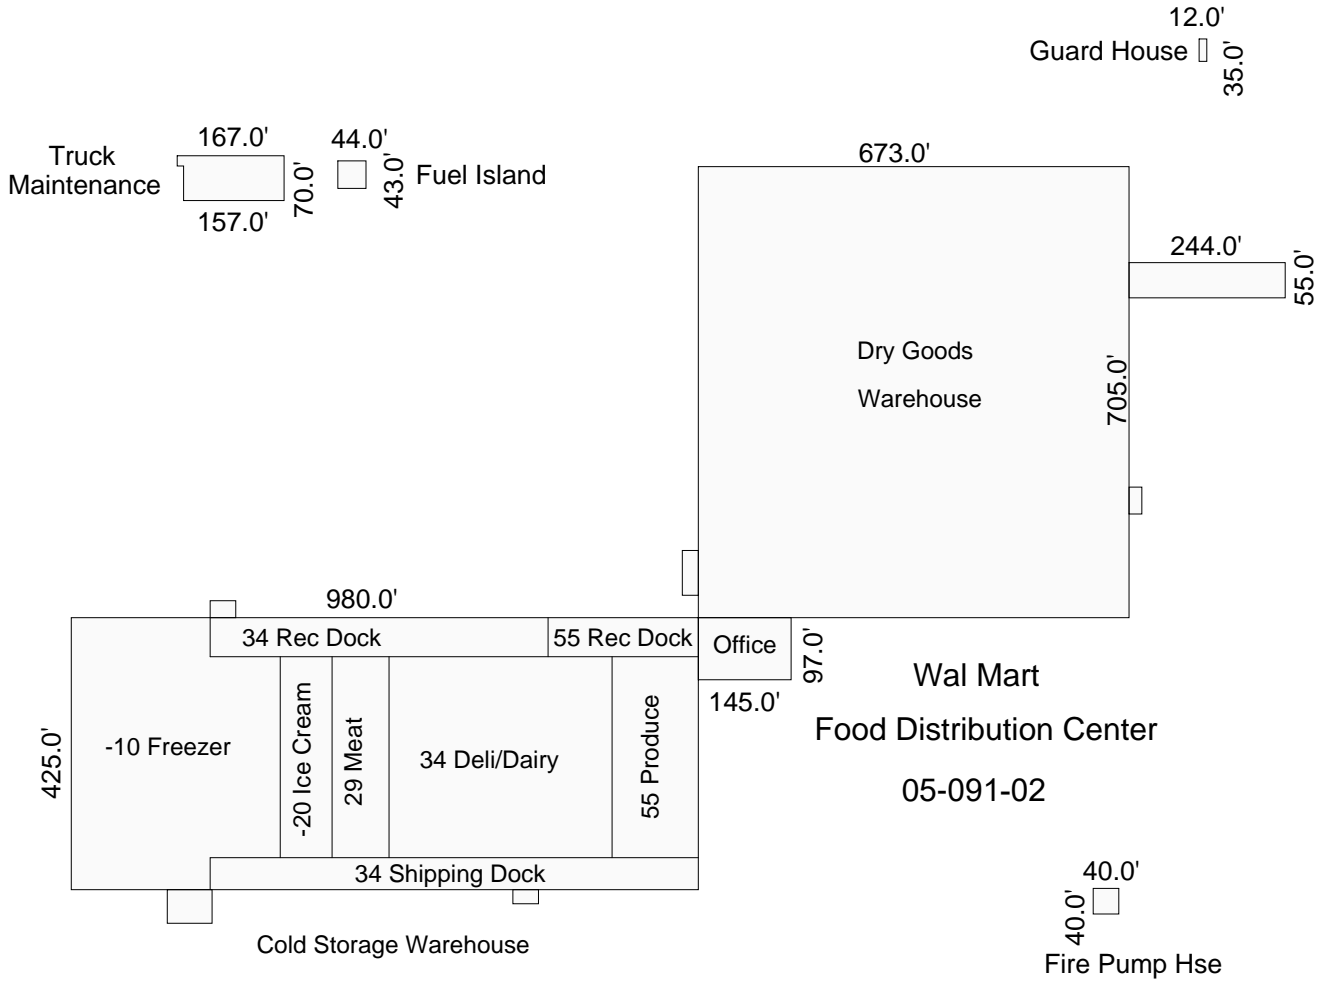 12.0'
Guard House
35.0'
167.0'
44.0'
Truck
Maintenance
70.0'
43.0'
Fuel Island
157.0'
673.0'
244.0'
55.0'
Dry Goods
Warehouse
705.0'
980.0'
34 Rec Dock
55 Rec Dock
Office
97.0'
145.0'
Wal Mart
Food Distribution Center
05-091-02
425.0'
-10 Freezer
-20 Ice Cream
29 Meat
34 Deli/Dairy
55 Produce
34 Shipping Dock
Cold Storage Warehouse
40.0'
40.0'
Fire Pump Hse